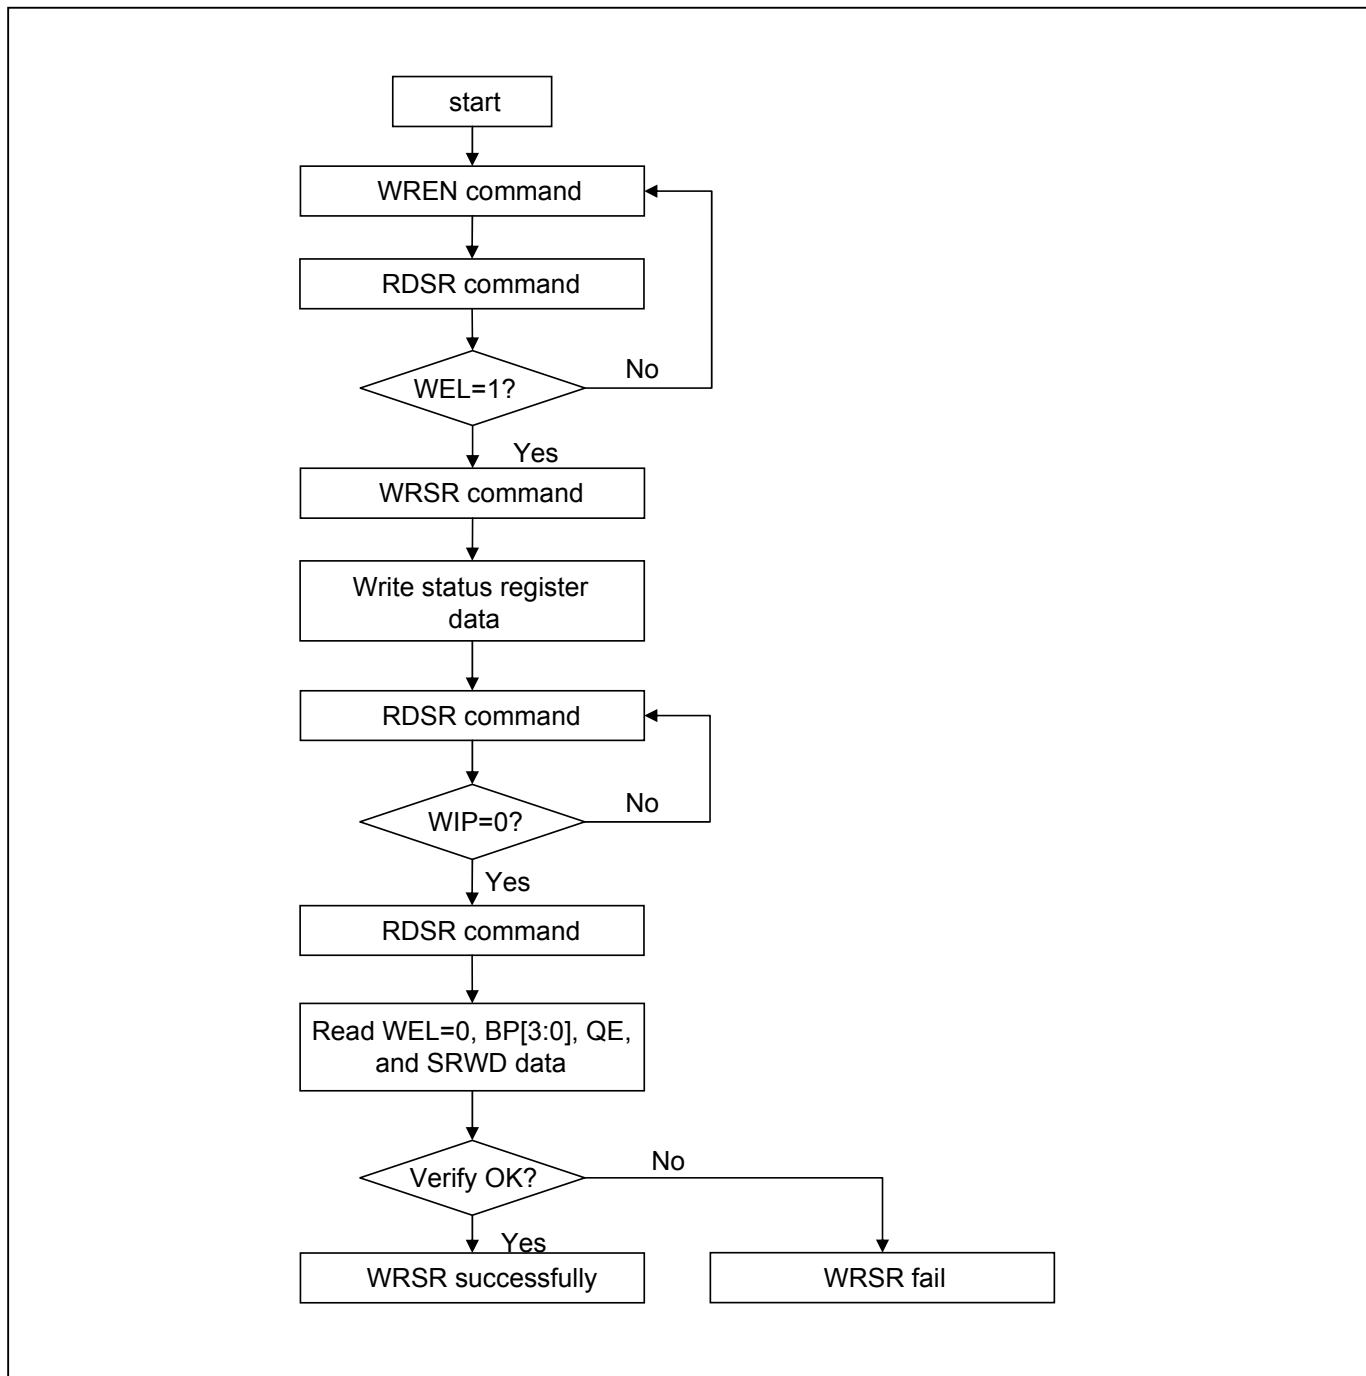 start
WREN command
RDSR command
WEL=1?
No
Yes
WRSR command
Write status register
data
RDSR command
WIP=0?
No
Yes
RDSR command
Read WEL=0, BP[3:0], QE,
and SRWD data
Verify OK?
No
Yes
WRSR successfully
WRSR fail